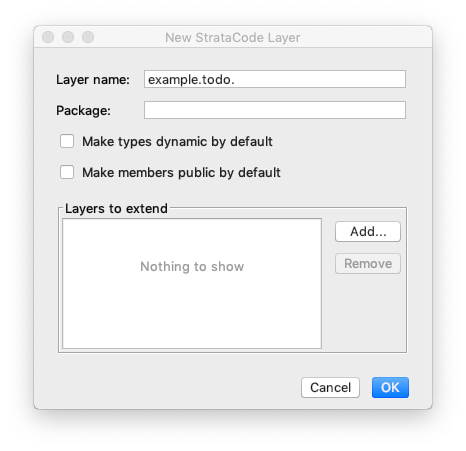 New StrataCode Layer
Layer name: example.todo.
Package:
Make types dynamic by default
Make members public by default
Layers to extend
Nothing to show
Add...
Remove
Cancel
OK